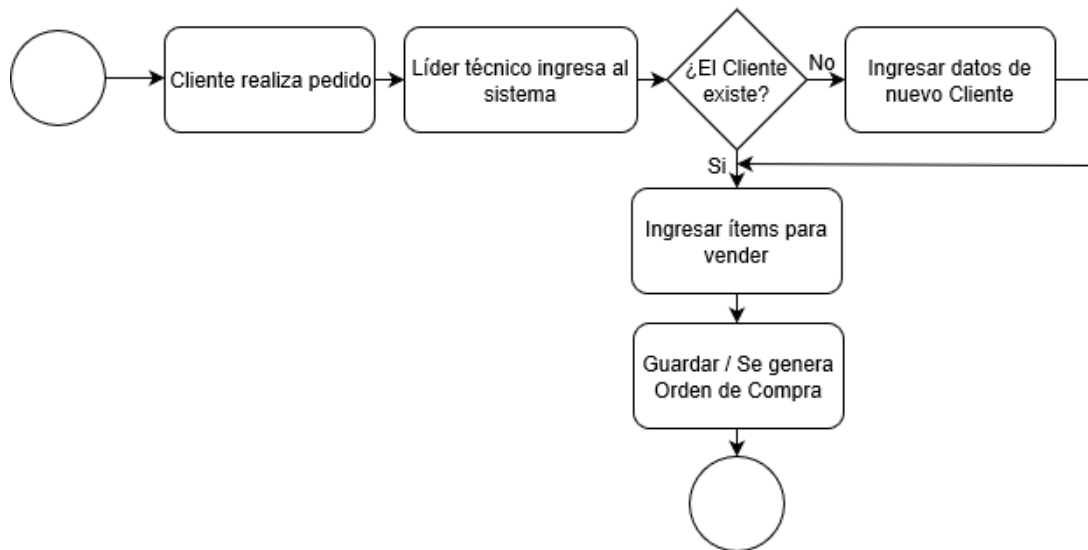 Cliente realiza pedido
Líder técnico ingresa al
sistema
¿El Cliente
existe?
No
Ingresar datos de
nuevo Cliente
Si
Ingresar ítems para
vender
Guardar / Se genera
Orden de Compra